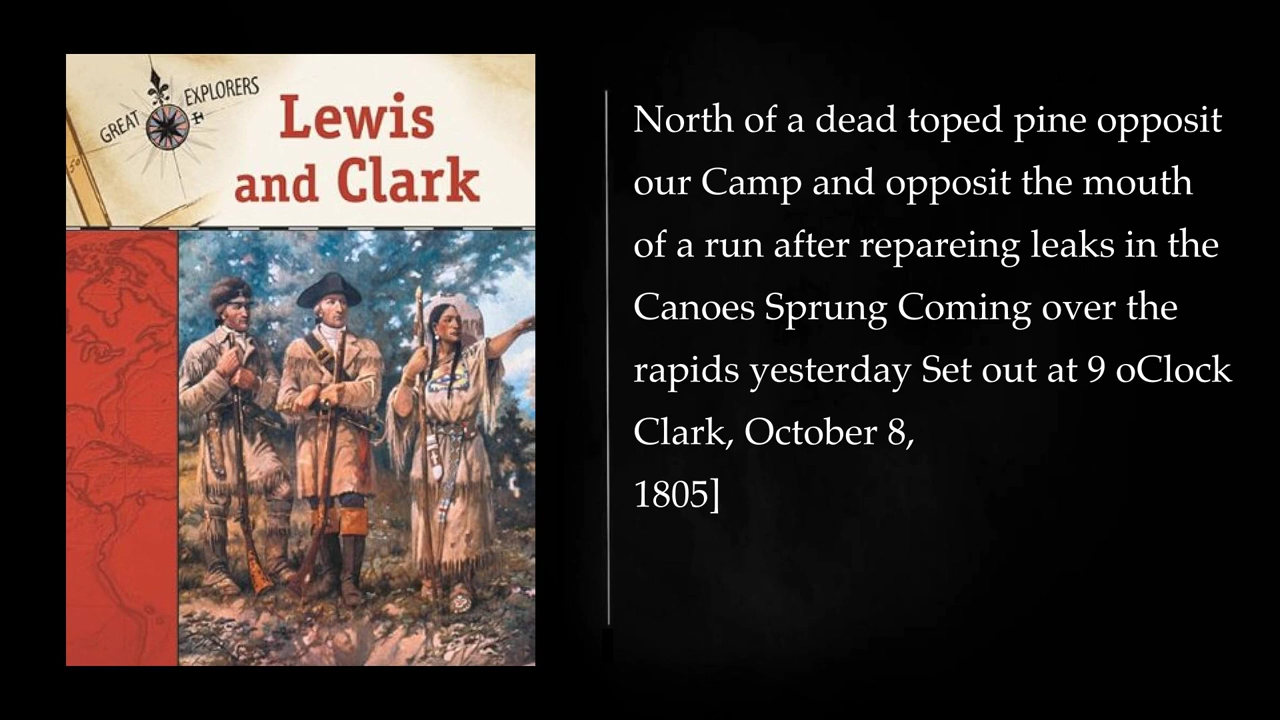 GREAT EXPLORERS
Lewis
and Clark
North of a dead toped pine opposit
our Camp and opposit the mouth
of a run after repareing leaks in the
Canoes Sprung Coming over the
rapids yesterday Set out at 9 oClock
Clark, October 8,
1805]